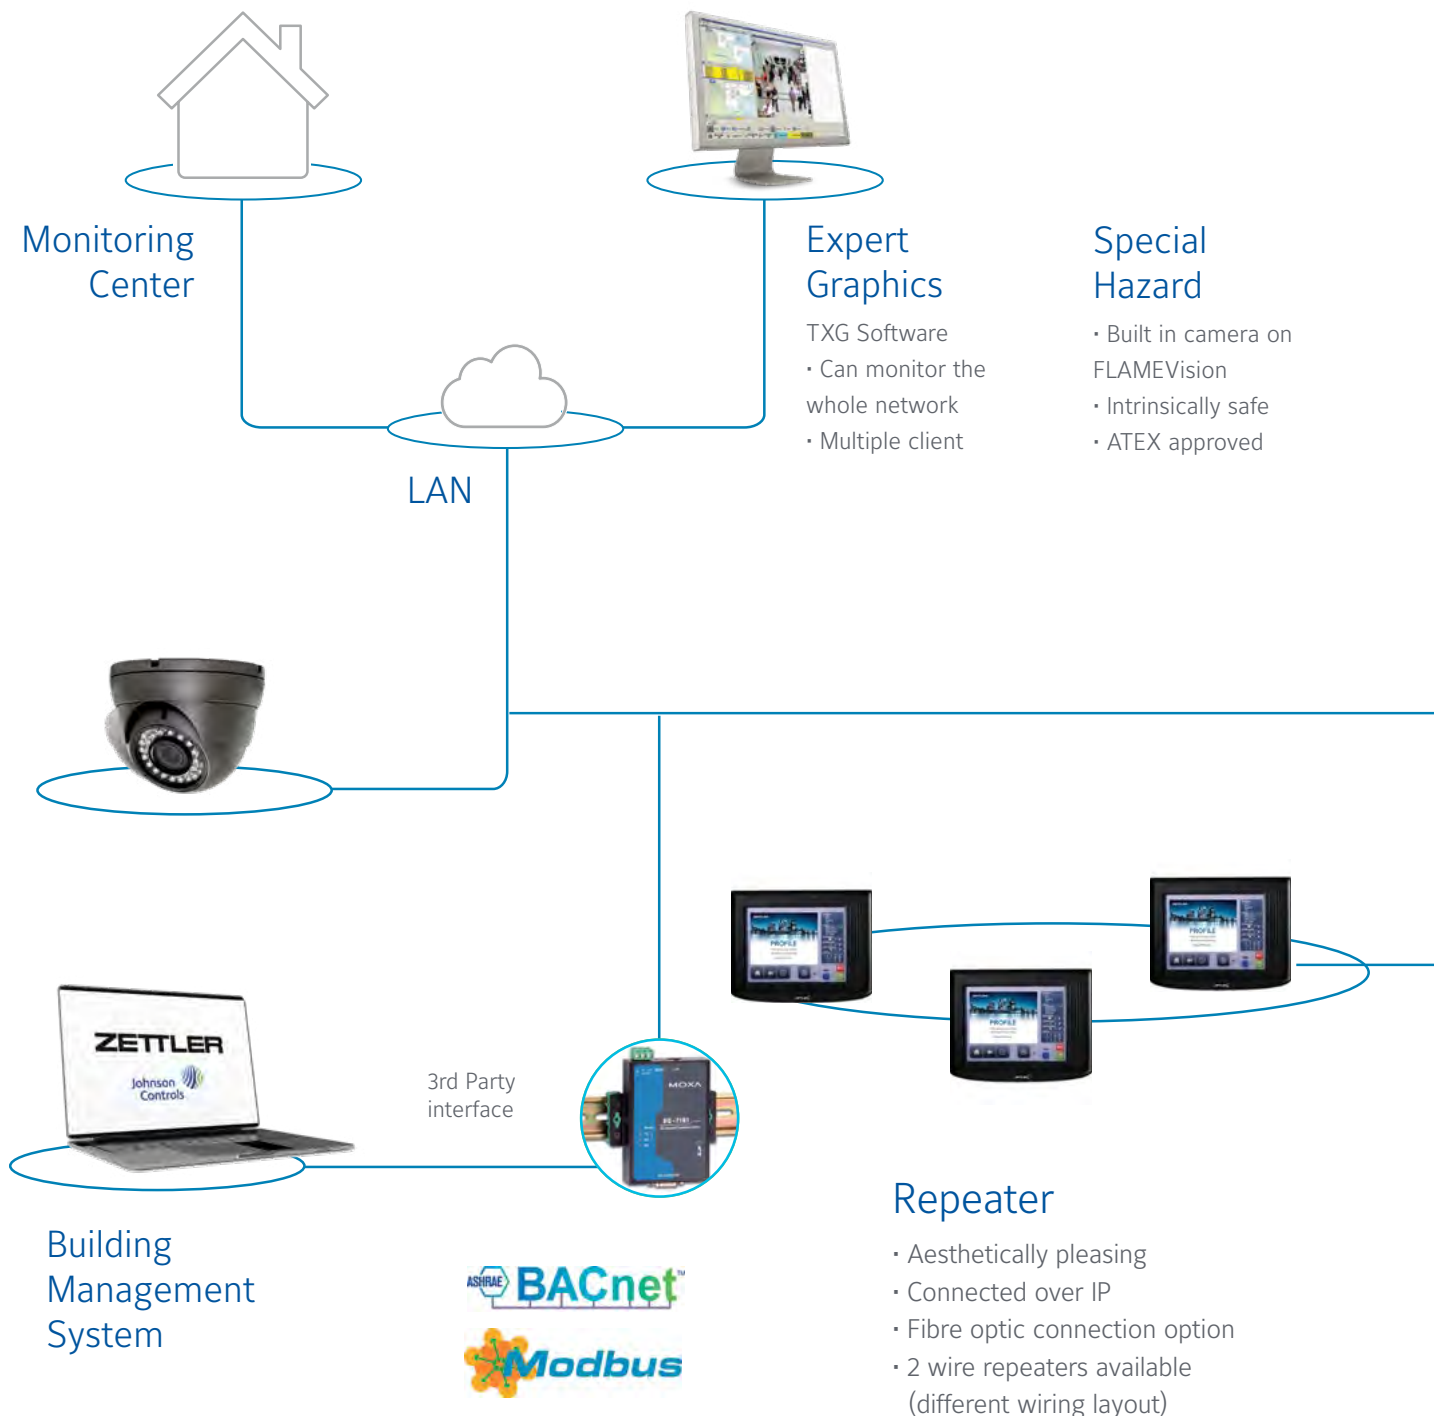 Monitoring
Center
Expert
Graphics
TXG Software
· Can monitor the
whole network
· Multiple client
Special
Hazard
· Built in camera on
FLAMEVision
· Intrinsically safe
· ATEX approved
LAN
ZETTLER
Johnson
Controls
3rd Party
interface
MOXA
PROFILE
PROFILE
PROFILE
Building
Management
System
ASHRAE BACnet™
Modbus
Repeater
· Aesthetically pleasing
· Connected over IP
· Fibre optic connection option
· 2 wire repeaters available
(different wiring layout)